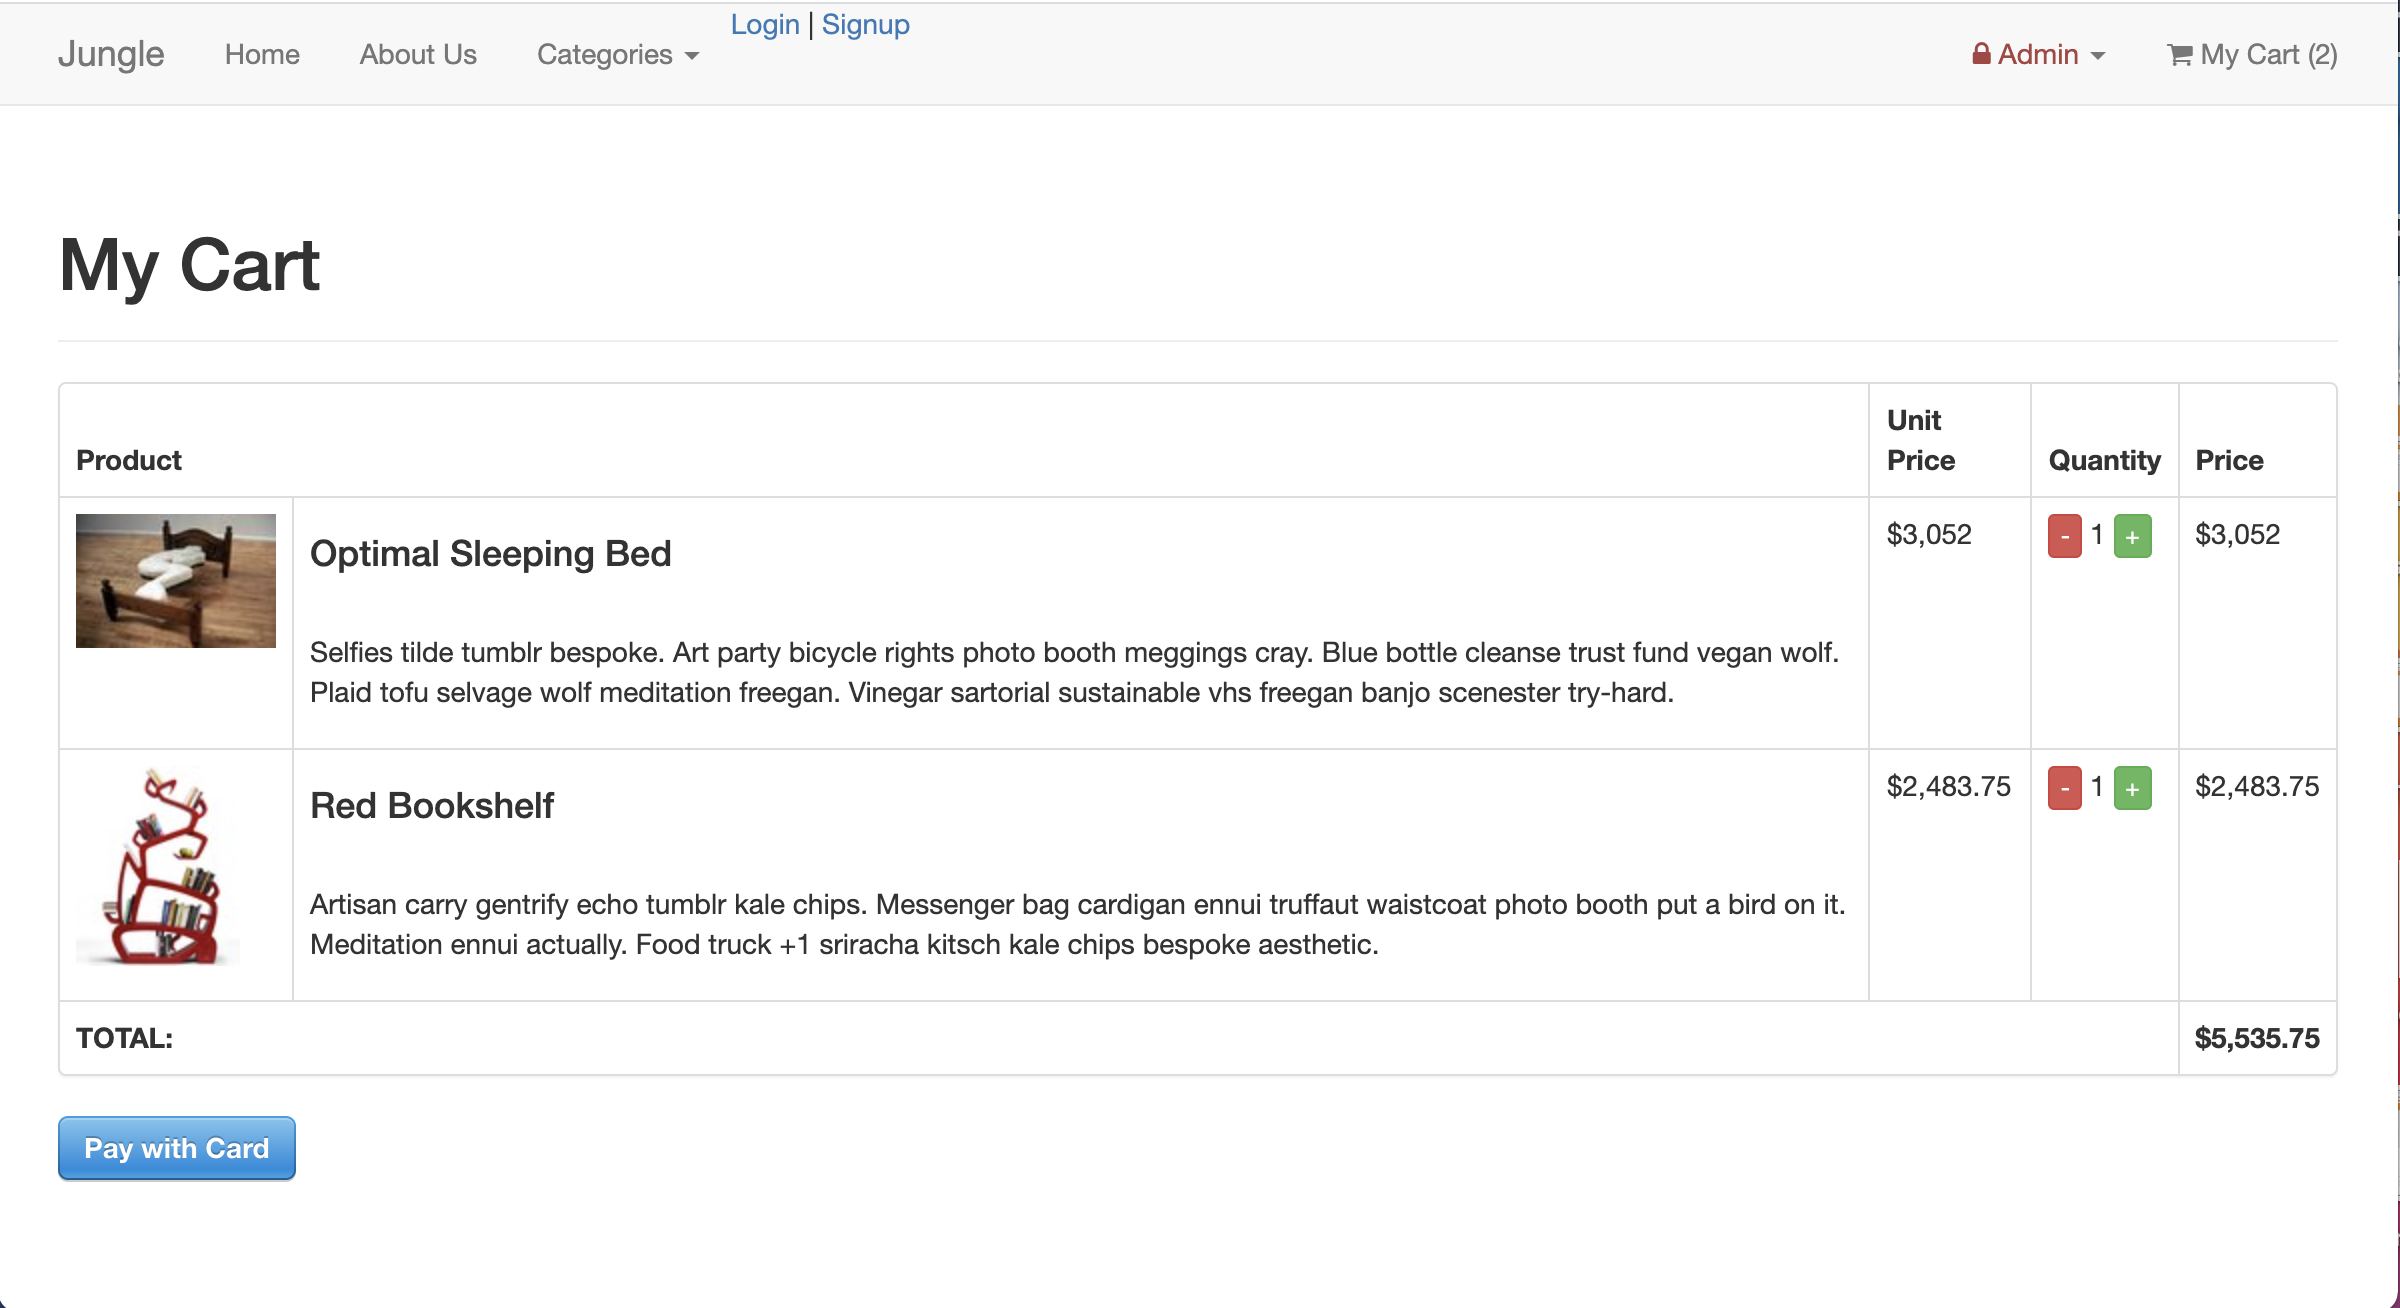 Login | Signup
Jungle Home About Us Categories Admin My Cart (2)
My Cart
Product Unit Price Quantity Price
Optimal Sleeping Bed $3,052 - 1 + $3,052
Selfies tilde tumblr bespoke. Art party bicycle rights photo booth meggings cray. Blue bottle cleanse trust fund vegan wolf.
Plaid tofu selvage wolf meditation freegan. Vinegar sartorial sustainable vhs freegan banjo scenester try-hard.
Red Bookshelf $2,483.75 - 1 + $2,483.75
Artisan carry gentrify echo tumblr kale chips. Messenger bag cardigan ennui truffaut waistcoat photo booth put a bird on it.
Meditation ennui actually. Food truck +1 sriracha kitsch kale chips bespoke aesthetic.
TOTAL: $5,535.75
Pay with Card